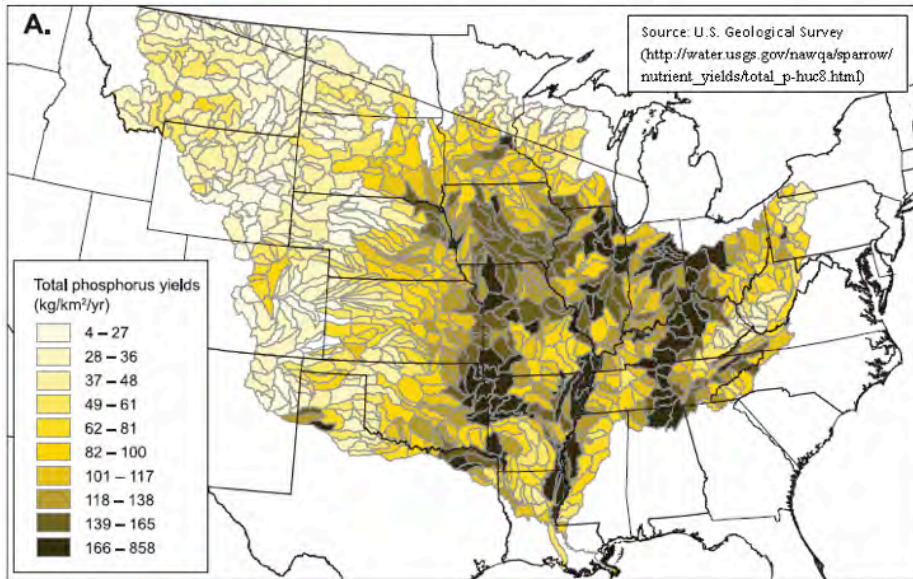 A.
Source: U.S. Geological Survey
(http://water.usgs.gov/nawqa/sparrow/
nutrient_yields/total_p-huc8.html)
Total phosphorus yields
(kg/km²/yr)
4 – 27
28 – 36
37 – 48
49 – 61
62 – 81
82 – 100
101 – 117
118 – 138
139 – 165
166 – 858